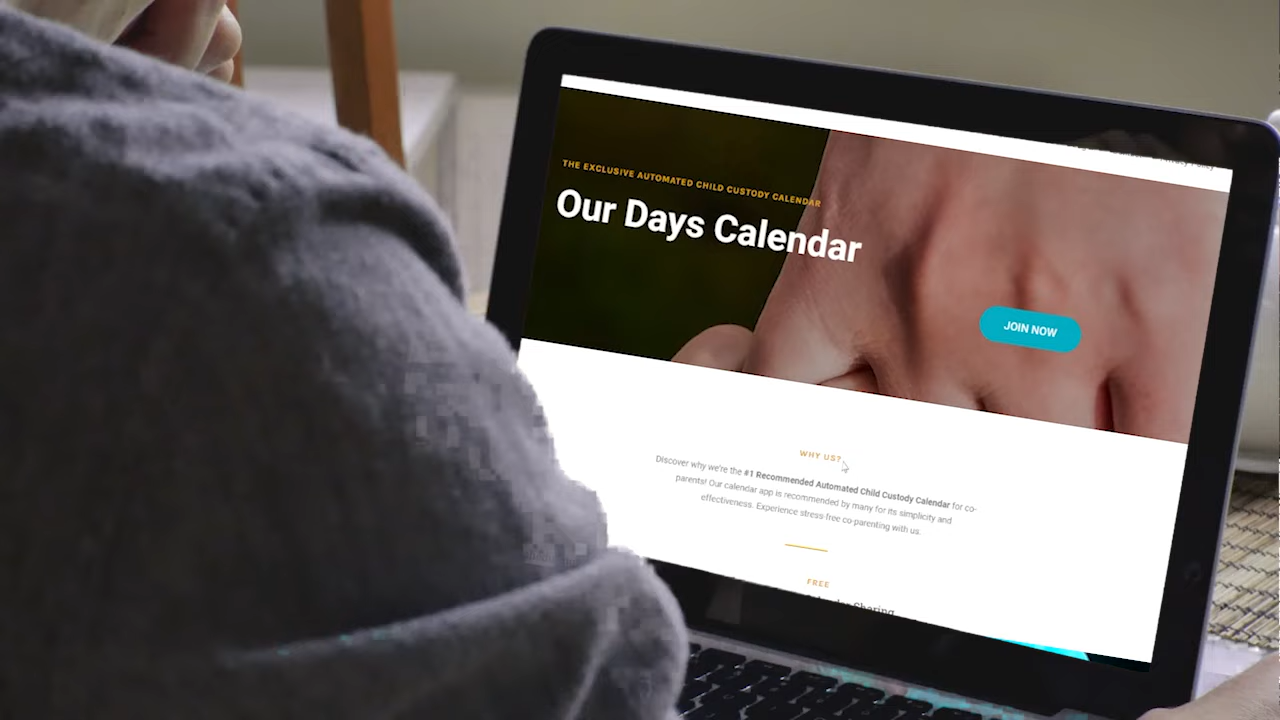 THE EXCLUSIVE AUTOMATED CHILD CUSTODY CALENDAR
Our Days Calendar
JOIN NOW
WHY US?
Discover why we're the #1 Recommended Automated Child Custody Calendar for co-
parents! Our calendar app is recommended by many for its simplicity and
effectiveness. Experience stress-free co-parenting with us.
FREE
Sharing